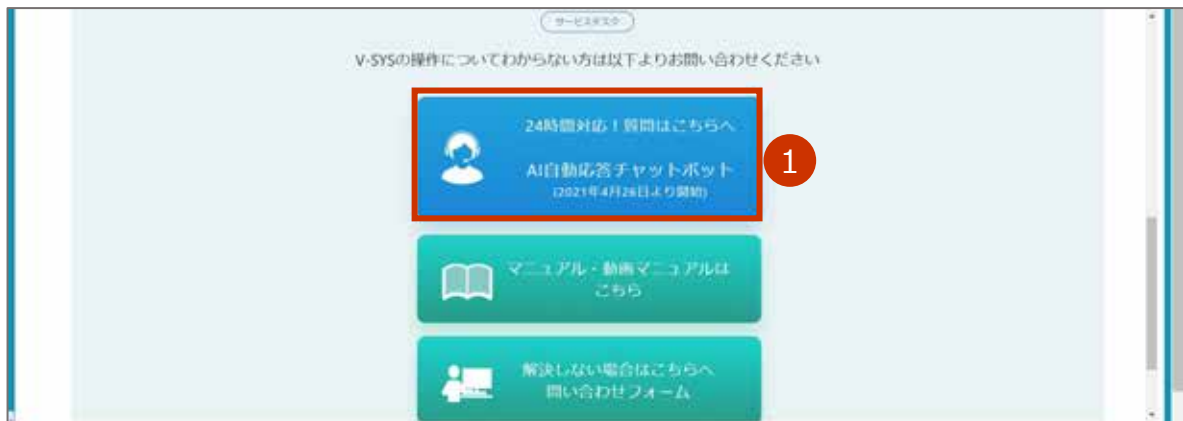 サービスデスク
V-SYSの操作についてわからない方は以下よりお問い合わせください
24時間対応！質問はこちらへ
AI自動応答チャットボット
(2021年4月26日より開始)
1
マニュアル・動画マニュアルは
こちら
解決しない場合はこちらへ
問い合わせフォーム